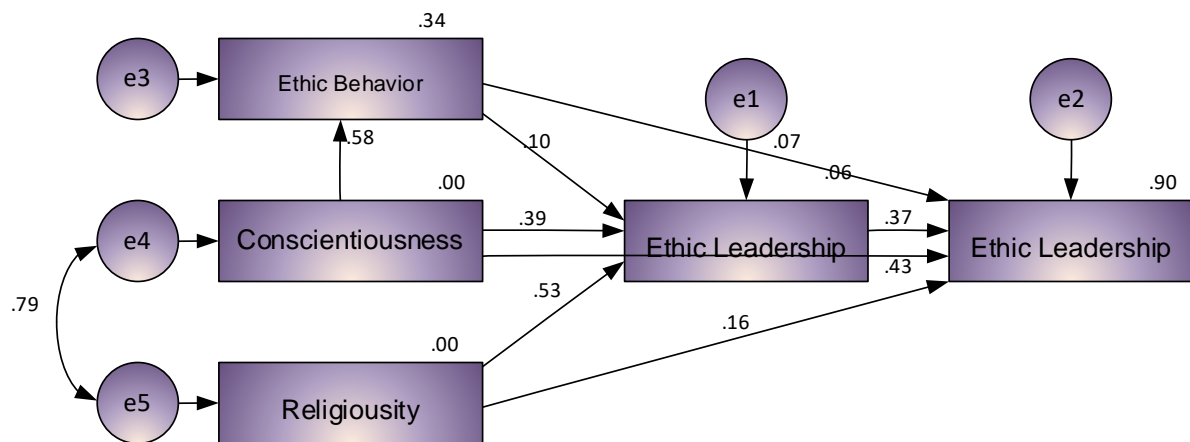 .34
e3
Ethic Behavior
e1
e2
.58
.10
.07
.06
.00
.90
e4
Conscientiousness
.39
Ethic Leadership
.37
Ethic Leadership
.43
.79
.53
.16
.00
e5
Religiousity